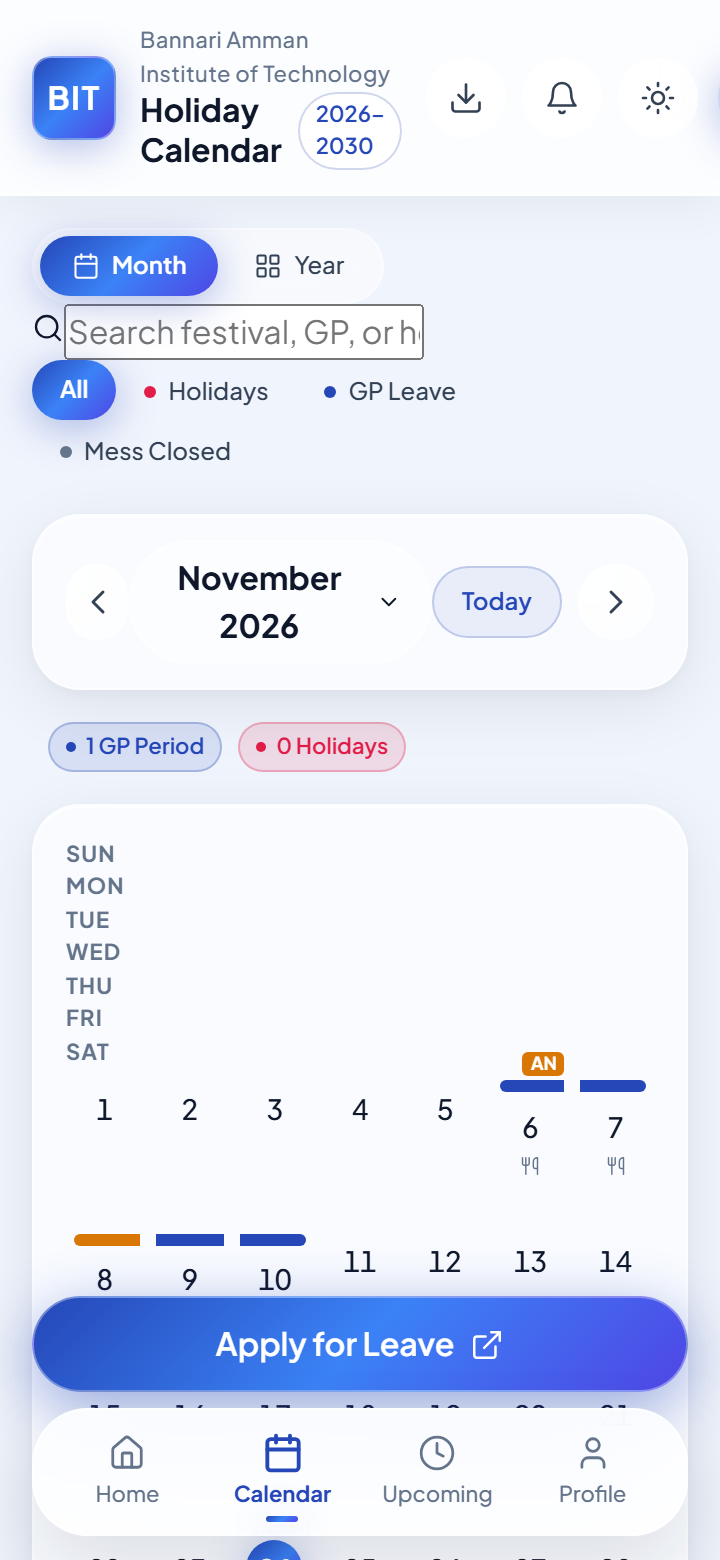 BIT
Bannari Amman
Institute of Technology
Holiday
Calendar
2026–
2030
Month
Year
Search festival, GP, or h
All
Holidays
GP Leave
Mess Closed
November
2026
Today
1 GP Period
0 Holidays
SUN
MON
TUE
WED
THU
FRI
SAT
AN
1 2 3 4 5 6 7
8 9 10 11 12 13 14
Apply for Leave
Home
Calendar
Upcoming
Profile